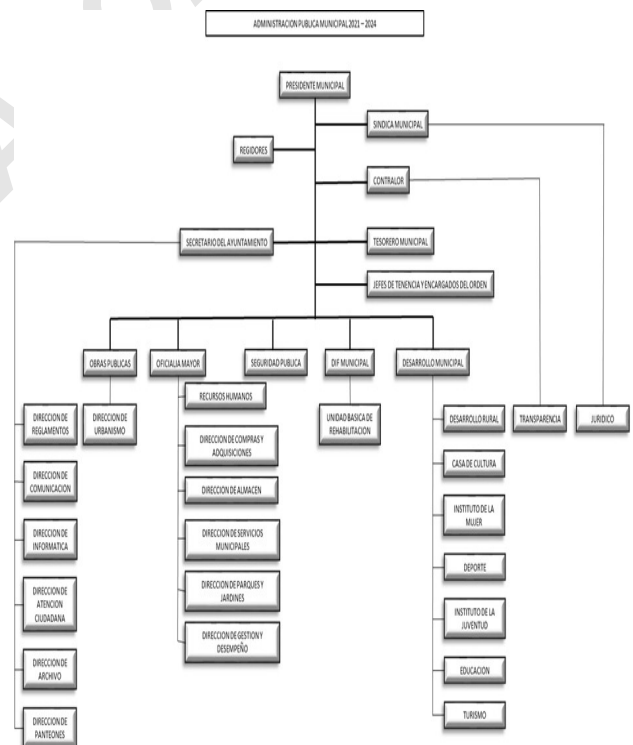 ADMINISTRACION PUBLICA MUNICIPAL 2021 – 2024
PRESIDENTE MUNICIPAL
SINDICA MUNICIPAL
REGIDORES
CONTRALOR
SECRETARIO DEL AYUNTAMIENTO
TESORERO MUNICIPAL
JEFES DE TENENCIA Y ENCARGADOS DEL ORDEN
OBRAS PUBLICAS
OFICIALIA MAYOR
SEGURIDAD PUBLICA
DIF MUNICIPAL
DESARROLLO MUNICIPAL
DIRECCION DE
REGLAMENTOS
DIRECCION DE
COMUNICACION
DIRECCION DE
INFORMATICA
DIRECCION DE
ATENCION
CIUDADANA
DIRECCION DE
ARCHIVO
DIRECCION DE
PANTEONES
DIRECCION DE
URBANISMO
RECURSOS HUMANOS
DIRECCION DE COMPRAS Y
ADQUISICIONES
DIRECCION DE ALMACEN
DIRECCION DE SERVICIOS
MUNICIPALES
DIRECCION DE PARQUES Y
JARDINES
DIRECCION DE GESTION Y
DESEMPEÑO
UNIDAD BASICA DE
REHABILITACION
DESARROLLO RURAL
CASA DE CULTURA
INSTITUTO DE LA
MUJER
DEPORTE
INSTITUTO DE LA
JUVENTUD
EDUCACION
TURISMO
TRANSPARENCIA
JURIDICO